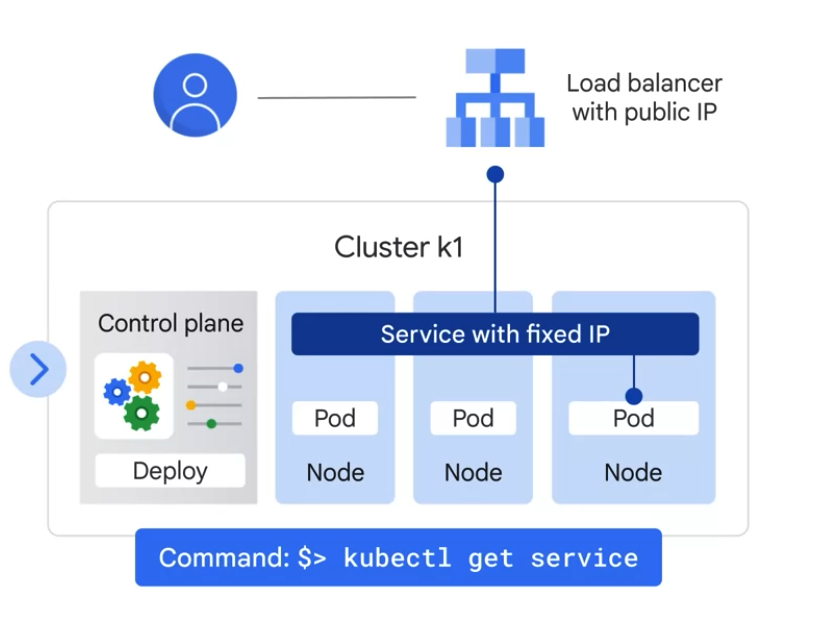 Load balancer
with public IP
Cluster k1
Control plane
Service with fixed IP
Pod
Pod
Pod
Deploy
Node
Node
Node
Command: $> kubectl get service